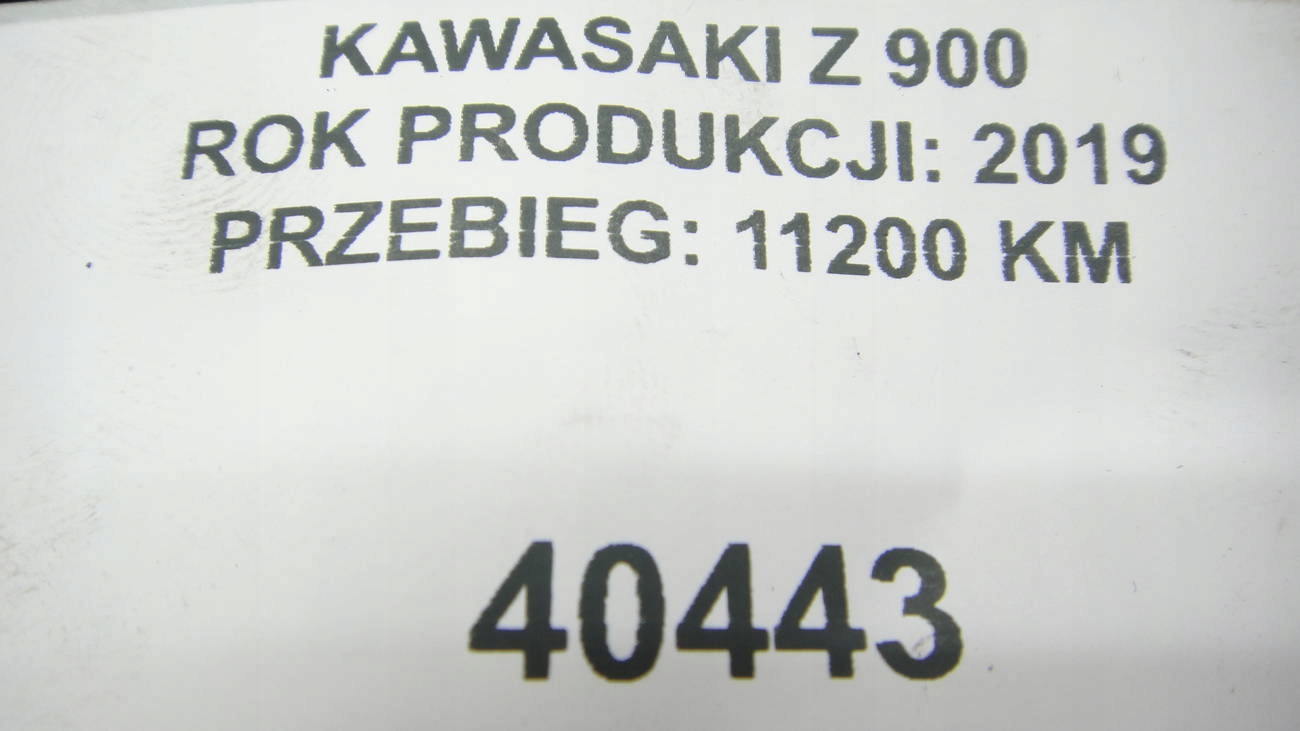 KAWASAKI Z 900
ROK PRODUKCJI: 2019
PRZEBIEG: 11200 KM
40443